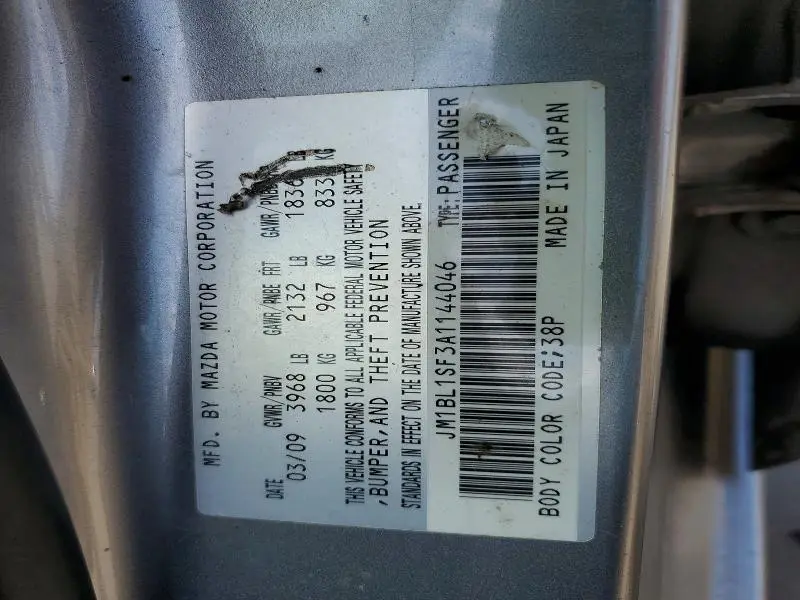 MFD. BY MAZDA MOTOR CORPORATION
DATE GVWR/PNBV GAWR/PNBE FRT GAWR/PNBE
03/09 3968 LB 2132 LB 1836 LB
1800 KG 967 KG 833 KG
THIS VEHICLE CONFORMS TO ALL APPLICABLE FEDERAL MOTOR VEHICLE SAFETY
,BUMPER,AND THEFT PREVENTION
STANDARDS IN EFFECT ON THE DATE OF MANUFACTURE SHOWN ABOVE.
JM1BL1SF3A1144046 TYPE:PASSENGER
BODY COLOR CODE;38P MADE IN JAPAN